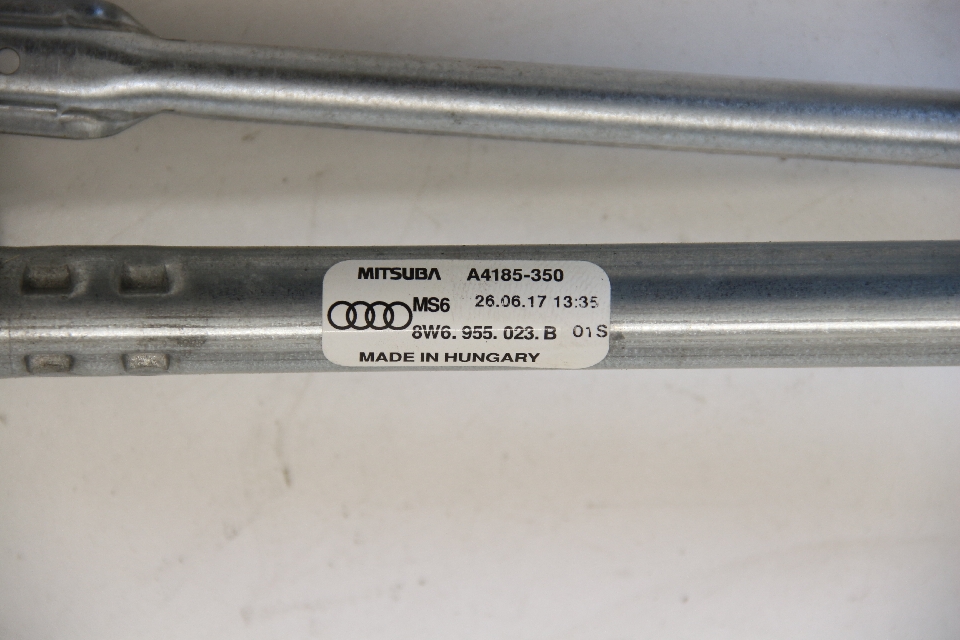 MITSUBA A4185-350
MS6 26.06.17 13:35
8W6. 955. 023. B 01S
MADE IN HUNGARY